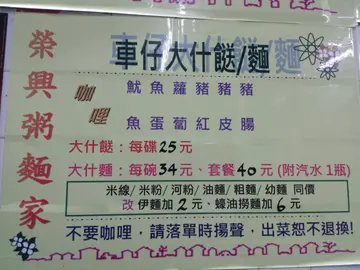 榮興粥麵家
車仔大什餸/麵
咖哩
魷魚蘿豬豬豬
魚蛋蔔紅皮腸
大什餸：每碟25元
大什麵：每碗34元、套餐40元 (附汽水1瓶)
米線/米粉/河粉/油麵/粗麵/幼麵 同價
改 伊麵加2元、蠔油撈麵加6元
不要咖哩，請落單時揚聲，出菜恕不退換!